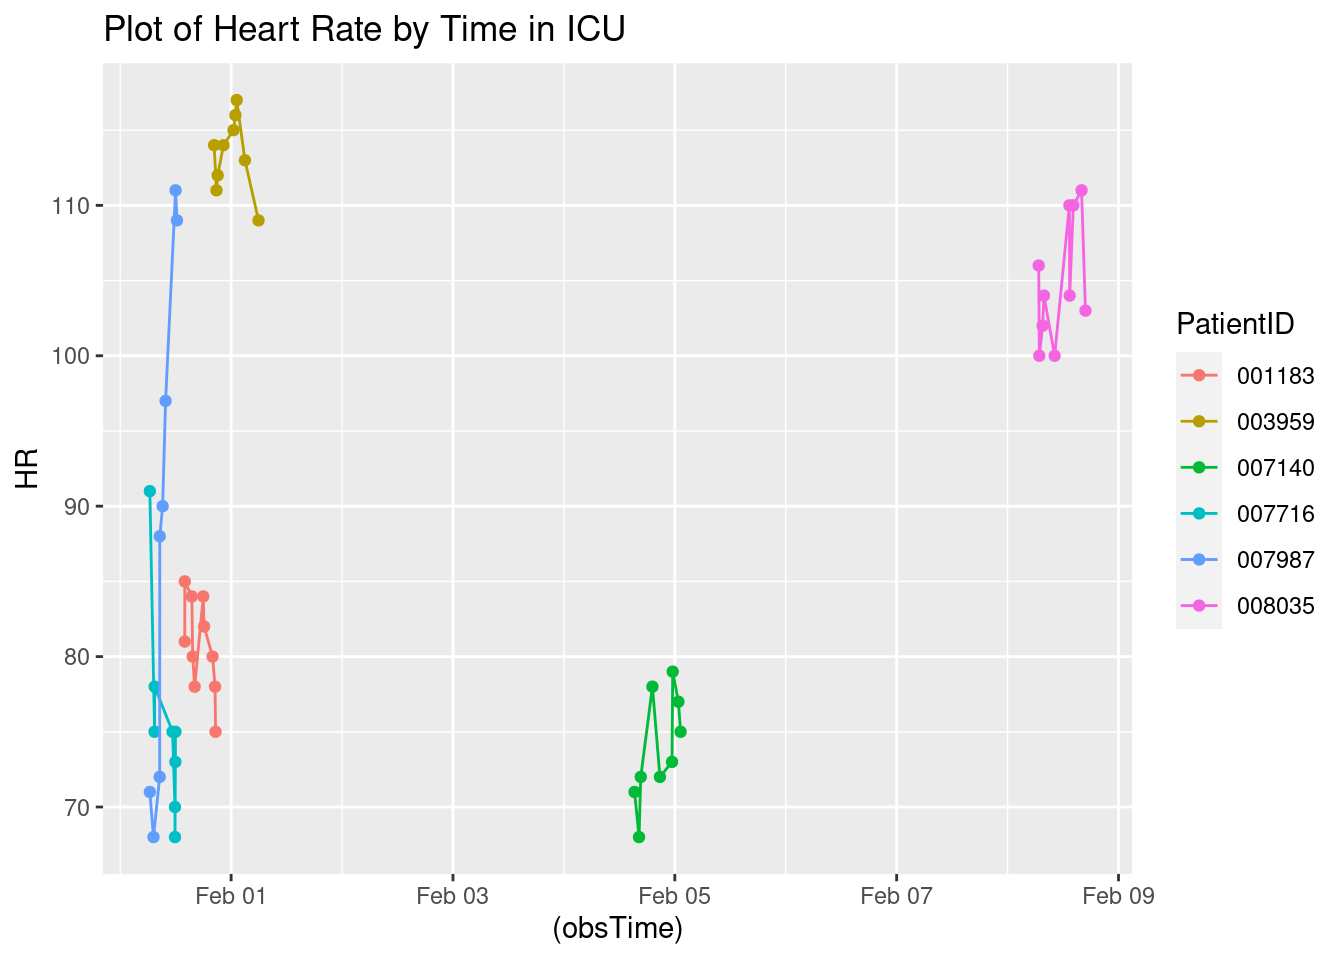 Plot of Heart Rate by Time in ICU
HR
110
100
90
80
70
Feb 01
Feb 03
Feb 05
Feb 07
Feb 09
(obsTime)
PatientID
001183
003959
007140
007716
007987
008035